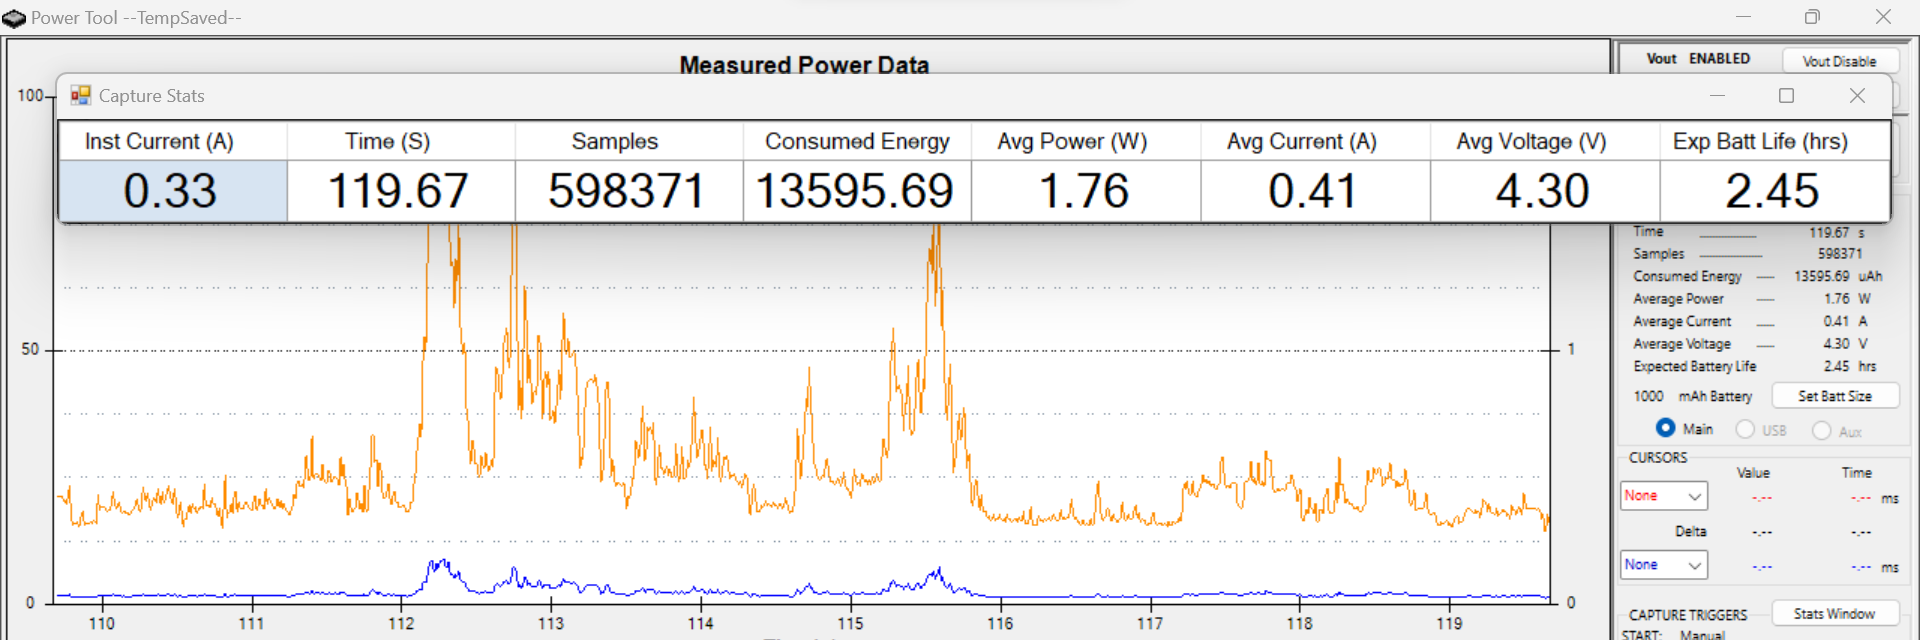 Power Tool --TempSaved--
Measured Power Data
Vout ENABLED
Vout Disable
Capture Stats
Inst Current (A) Time (S) Samples Consumed Energy Avg Power (W) Avg Current (A) Avg Voltage (V) Exp Batt Life (hrs)
0.33 119.67 598371 13595.69 1.76 0.41 4.30 2.45
100
50
0
1
0
110 111 112 113 114 115 116 117 118 119
Time 119.67 s
Samples 598371
Consumed Energy 13595.69 uAh
Average Power 1.76 W
Average Current 0.41 A
Average Voltage 4.30 V
Expected Battery Life 2.45 hrs
1000 mAh Battery Set Batt Size
Main USB Aux
CURSORS
Value Time
None -.-- -.-- ms
Delta -.-- -.--
None -.-- -.-- ms
CAPTURE TRIGGERS Stats Window
START: Manual